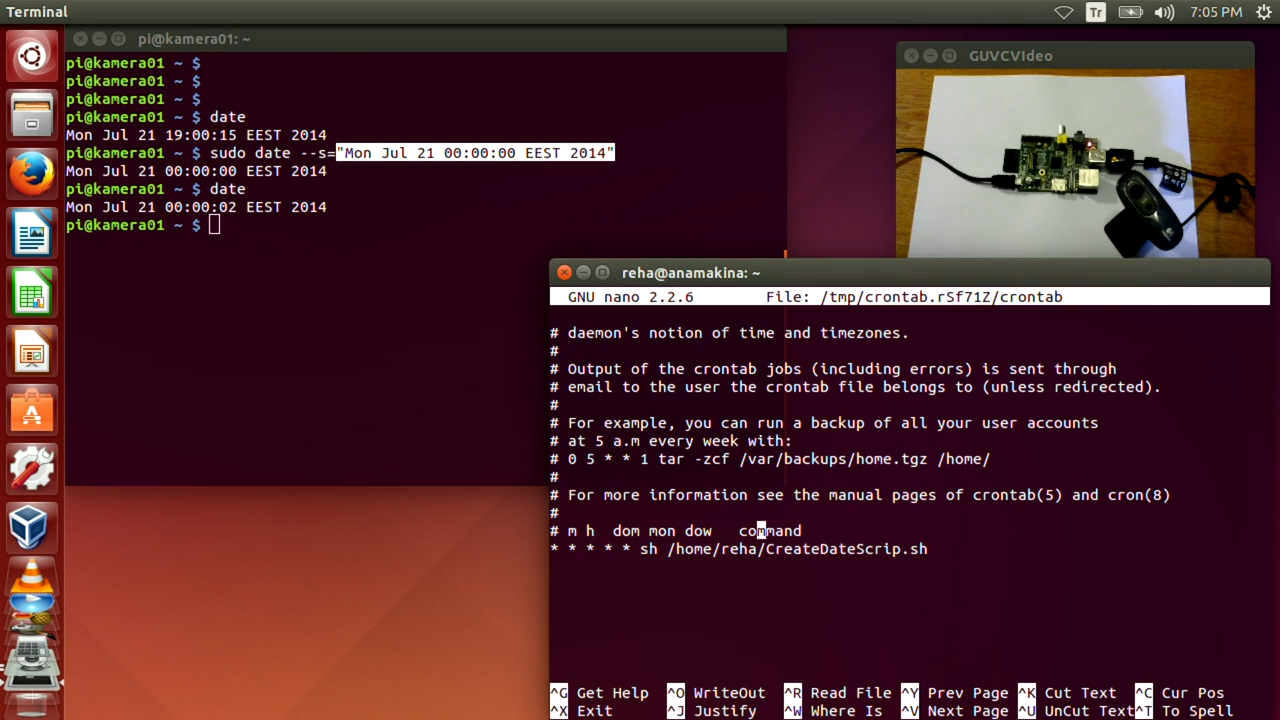 Terminal
Tr
7:05 PM
pi@kamera01: ~
pi@kamera01 ~ $
pi@kamera01 ~ $
pi@kamera01 ~ $
pi@kamera01 ~ $ date
Mon Jul 21 19:00:15 EEST 2014
pi@kamera01 ~ $ sudo date --s="Mon Jul 21 00:00:00 EEST 2014"
Mon Jul 21 00:00:00 EEST 2014
pi@kamera01 ~ $ date
Mon Jul 21 00:00:02 EEST 2014
pi@kamera01 ~ $
GUVCVIdeo
reha@anamakina: ~
GNU nano 2.2.6 File: /tmp/crontab.rSf71Z/crontab
# daemon's notion of time and timezones.
#
# Output of the crontab jobs (including errors) is sent through
# email to the user the crontab file belongs to (unless redirected).
#
# For example, you can run a backup of all your user accounts
# at 5 a.m every week with:
# 0 5 * * 1 tar -zcf /var/backups/home.tgz /home/
#
# For more information see the manual pages of crontab(5) and cron(8)
#
# m h  dom mon dow   command
* * * * * sh /home/reha/CreateDateScrip.sh
^G Get Help ^O WriteOut ^R Read File ^Y Prev Page ^K Cut Text ^C Cur Pos
^X Exit ^J Justify ^W Where Is ^V Next Page ^U UnCut Text^T To Spell